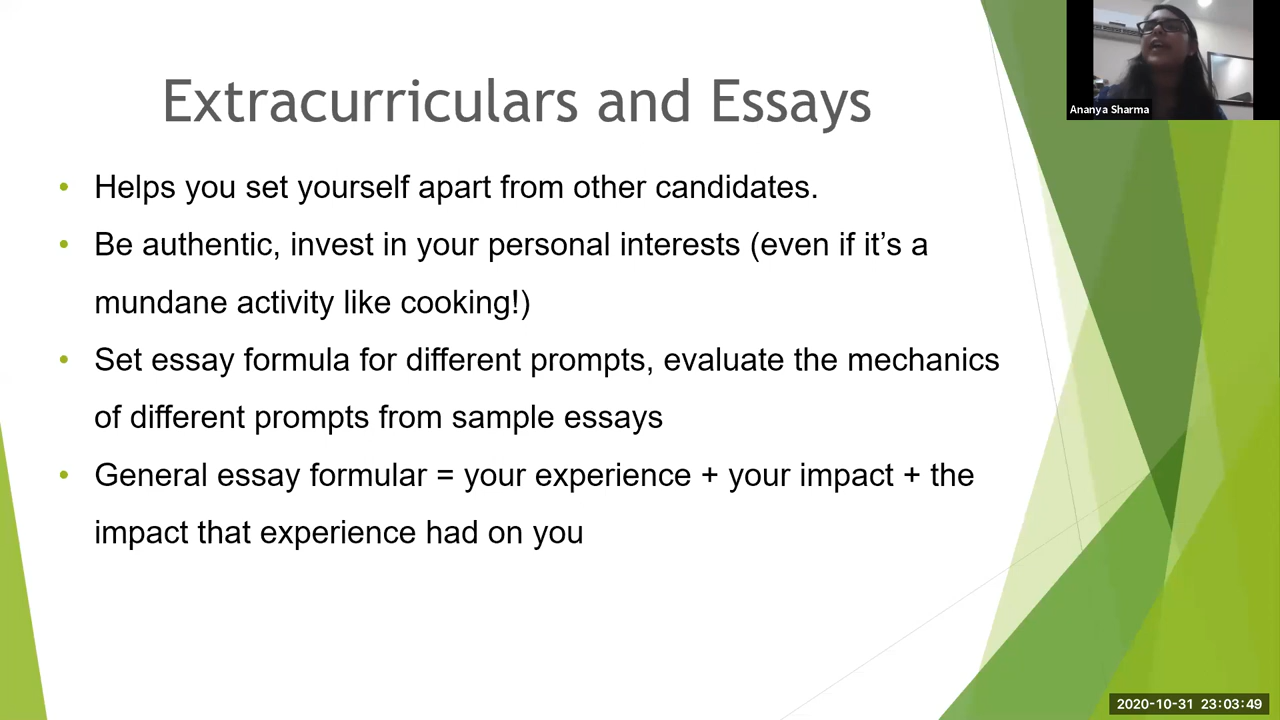 Ananya Sharma
Extracurriculars and Essays
• Helps you set yourself apart from other candidates.
• Be authentic, invest in your personal interests (even if it’s a
mundane activity like cooking!)
• Set essay formula for different prompts, evaluate the mechanics
of different prompts from sample essays
• General essay formular = your experience + your impact + the
impact that experience had on you
2020-10-31 23:03:49